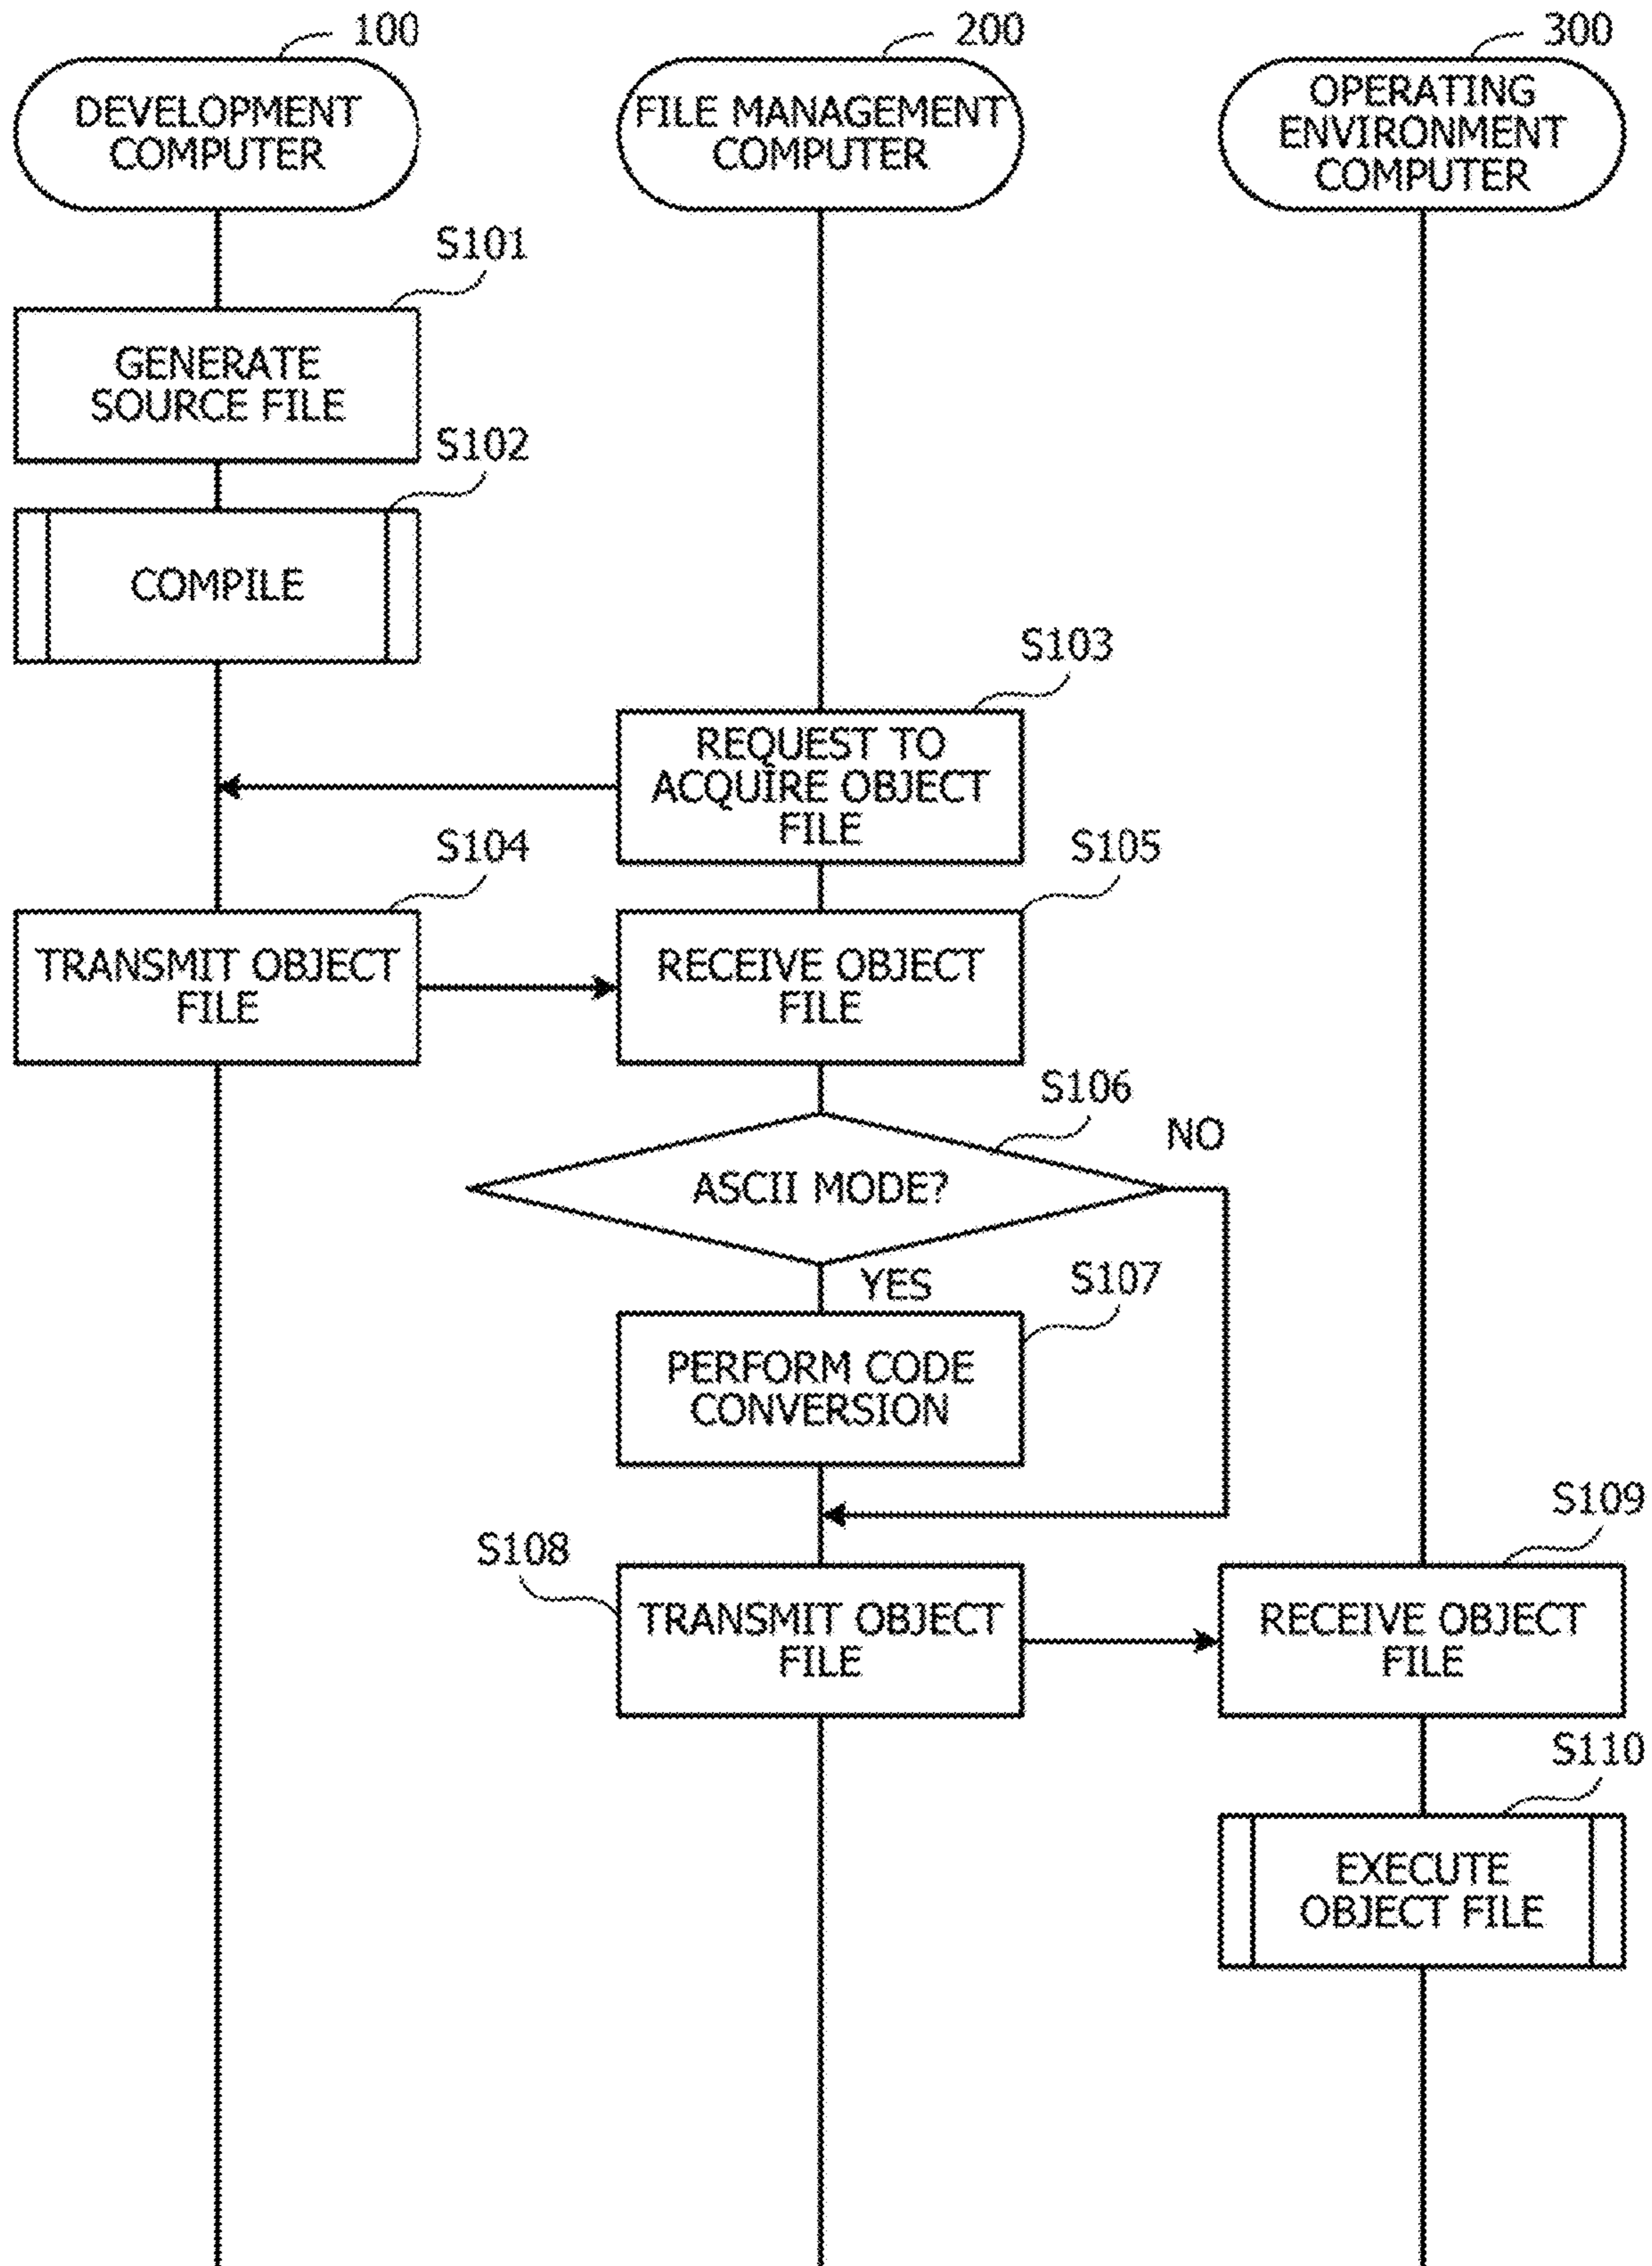 100
200
300
DEVELOPMENT
COMPUTER
FILE MANAGEMENT
COMPUTER
OPERATING
ENVIRONMENT
COMPUTER
S101
GENERATE
SOURCE FILE
S102
COMPILE
S103
REQUEST TO
ACQUIRE OBJECT
FILE
S104
TRANSMIT OBJECT
FILE
S105
RECEIVE OBJECT
FILE
S106
ASCII MODE?
NO
YES
S107
PERFORM CODE
CONVERSION
S108
TRANSMIT OBJECT
FILE
S109
RECEIVE OBJECT
FILE
S110
EXECUTE
OBJECT FILE